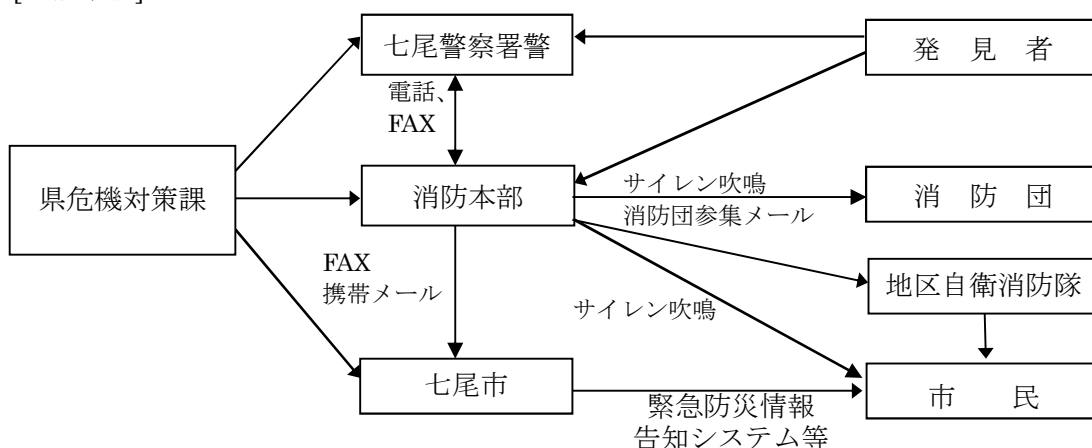 七尾警察署警
発 見 者
電話、
FAX
県危機対策課
消防本部
サイレン吹鳴
消防団参集メール
消 防 団
FAX
携帯メール
サイレン吹鳴
地区自衛消防隊
七尾市
緊急防災情報
告知システム等
市 民